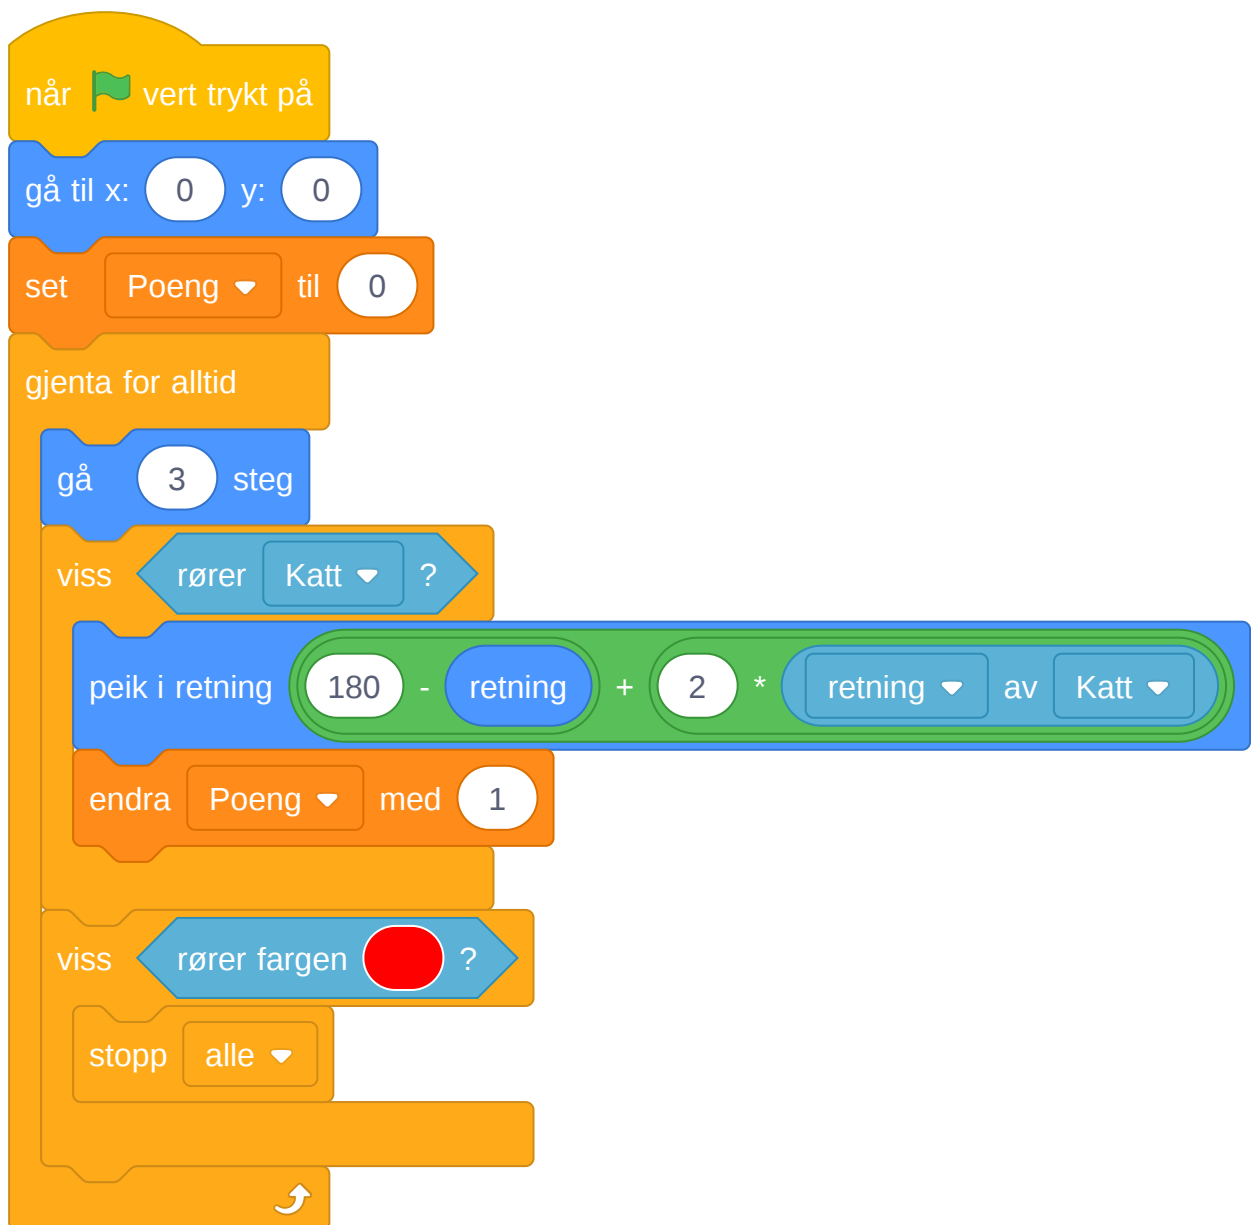 når vert trykt på
gå til x: 0 y: 0
set Poeng til 0
gjenta for alltid
gå 3 steg
viss rører Katt ?
peik i retning 180 - retning + 2 * retning av Katt
endra Poeng med 1
viss rører fargen ?
stopp alle